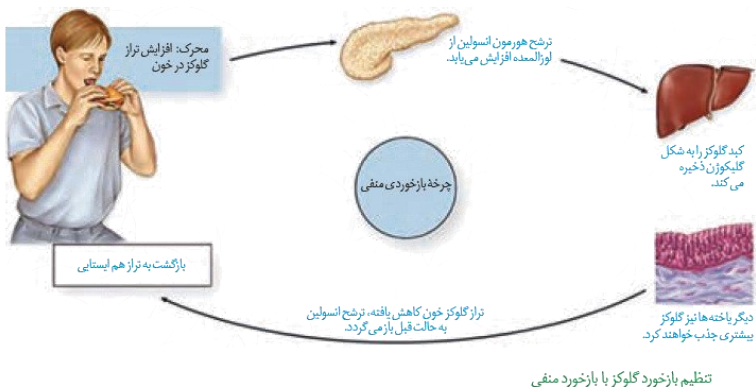 محرک: افزایش تراز
گلوکز در خون
ترشح هورمون انسولین از
لوزالمعده افزایش می‌یابد.
کبد گلوکز را به شکل
گلیکوژن ذخیره
می‌کند.
چرخهٔ بازخوردی منفی
دیگر یاخته‌ها نیز گلوکز
بیشتری جذب خواهند کرد.
تراز گلوکز خون کاهش یافته، ترشح انسولین
به حالت قبل باز می‌گردد.
بازگشت به تراز هم ایستایی
تنظیم بازخورد گلوکز با بازخورد منفی